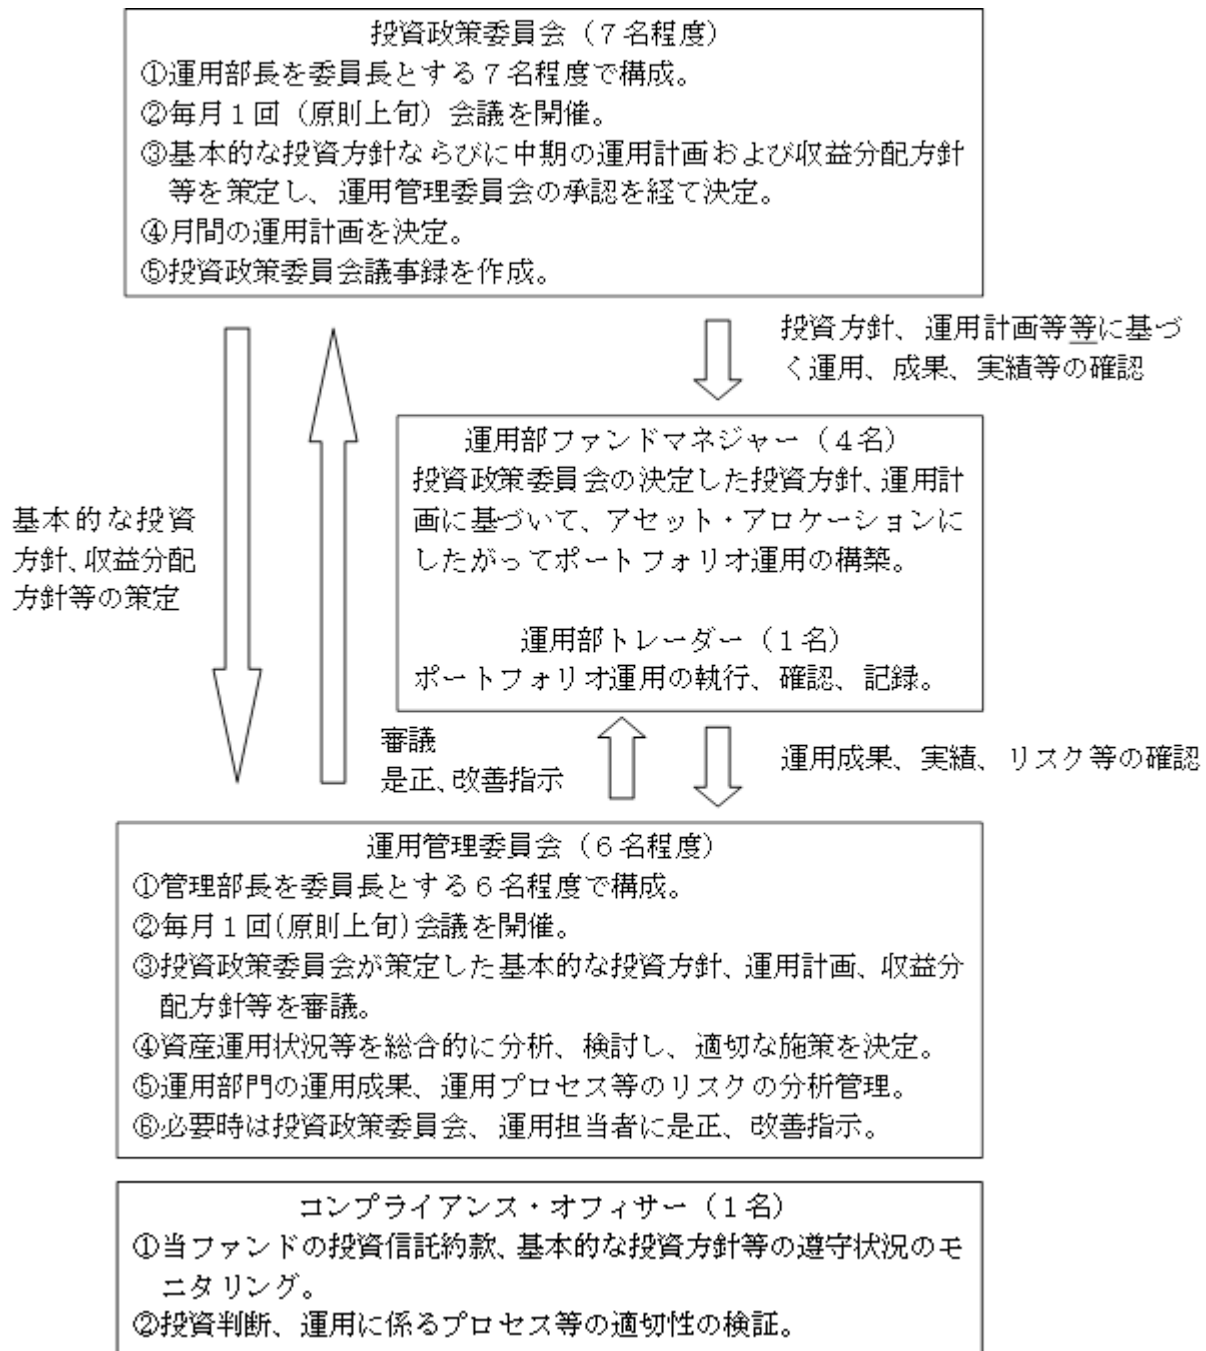 投資政策委員会（７名程度）
①運用部長を委員長とする７名程度で構成。
②毎月１回（原則上旬）会議を開催。
③基本的な投資方針ならびに中期の運用計画および収益分配方針
等を策定し、運用管理委員会の承認を経て決定。
④月間の運用計画を決定。
⑤投資政策委員会議事録を作成。
投資方針、運用計画等等に基づ
く運用、成果、実績等の確認
運用部ファンドマネジャー（４名）
投資政策委員会の決定した投資方針、運用計
画に基づいて、アセット・アロケーションに
したがってポートフォリオ運用の構築。
運用部トレーダー（１名）
ポートフォリオ運用の執行、確認、記録。
基本的な投資
方針、収益分配
方針等の策定
審議
是正、改善指示
運用成果、実績、リスク等の確認
運用管理委員会（６名程度）
①管理部長を委員長とする６名程度で構成。
②毎月１回(原則上旬)会議を開催。
③投資政策委員会が策定した基本的な投資方針、運用計画、収益分
配方針等を審議。
④資産運用状況等を総合的に分析、検討し、適切な施策を決定。
⑤運用部門の運用成果、運用プロセス等のリスクの分析管理。
⑥必要時は投資政策委員会、運用担当者に是正、改善指示。
コンプライアンス・オフィサー（１名）
①当ファンドの投資信託約款、基本的な投資方針等の遵守状況のモ
ニタリング。
②投資判断、運用に係るプロセス等の適切性の検証。